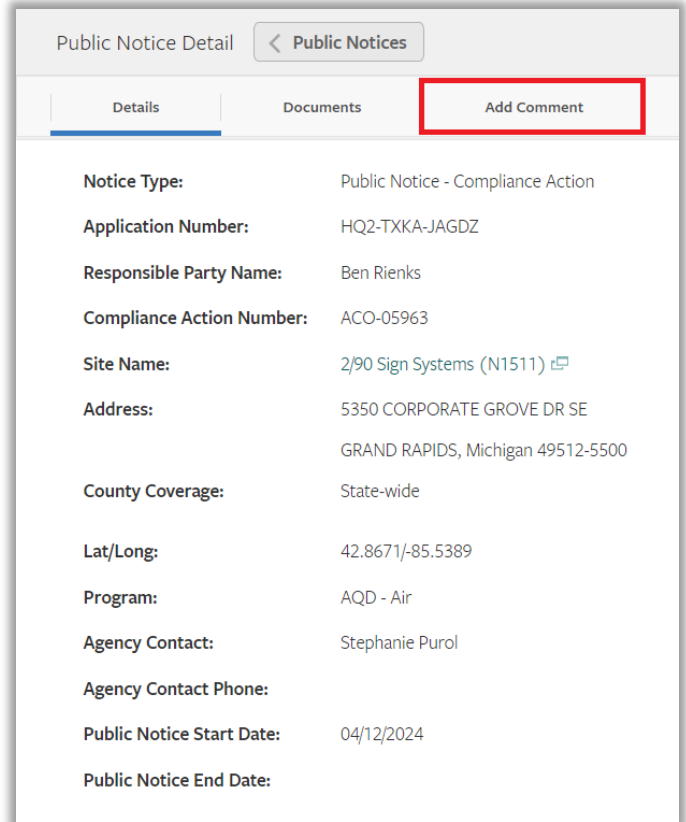 Public Notice Detail < Public Notices
Details Documents Add Comment
Notice Type: Public Notice - Compliance Action
Application Number: HQ2-TXKA-JAGDZ
Responsible Party Name: Ben Rienks
Compliance Action Number: ACO-05963
Site Name: 2/90 Sign Systems (N1511)
Address: 5350 CORPORATE GROVE DR SE
GRAND RAPIDS, Michigan 49512-5500
County Coverage: State-wide
Lat/Long: 42.8671/-85.5389
Program: AQD - Air
Agency Contact: Stephanie Purol
Agency Contact Phone:
Public Notice Start Date: 04/12/2024
Public Notice End Date: